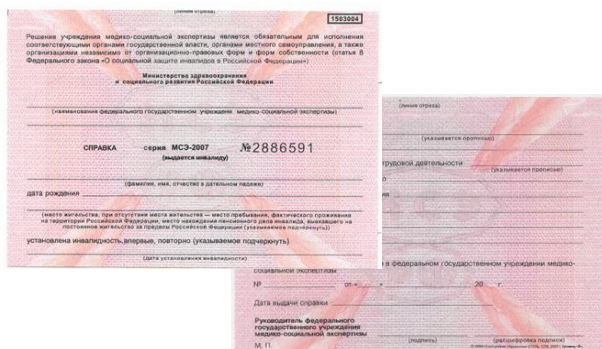 (линия отреза)
1503004
Решение учреждения медико-социальной экспертизы является обязательным для исполнения
соответствующими органами государственной власти, органами местного самоуправления, а также
организациями независимо от организационно-правовых форм и форм собственности (статья 8
Федерального закона «О социальной защите инвалидов в Российской Федерации»)
Министерство здравоохранения
и социального развития Российской Федерации
(наименование федерального государственном учреждения медико-социальной экспертизы)
СПРАВКА серия МСЭ-2007 №2886591
(выдается инвалиду)
(фамилия, имя, отчество в дательном падеже)
дата рождения
(место жительства, при отсутствии места жительства — место пребывания, фактического проживания
на территории Российской Федерации, место нахождения пенсионного дела инвалида, выехавшего на
постоянное жительство за пределы Российской Федерации (указываемое подчеркнуть))
установлена инвалидность,впервые, повторно (указываемое подчеркнуть)
(дата установления инвалидности)
(линия отреза)
(указывается прописью)
трудовой деятельности
(указывается прописью)
в федеральном государственном учреждении медико-
социальной экспертизы
№ от « » 20 г.
Дата выдачи справки
Руководитель федерального
государственного учреждение
медико-социальной экспертизы
(подпись) (расшифровка подписи)
М. П.